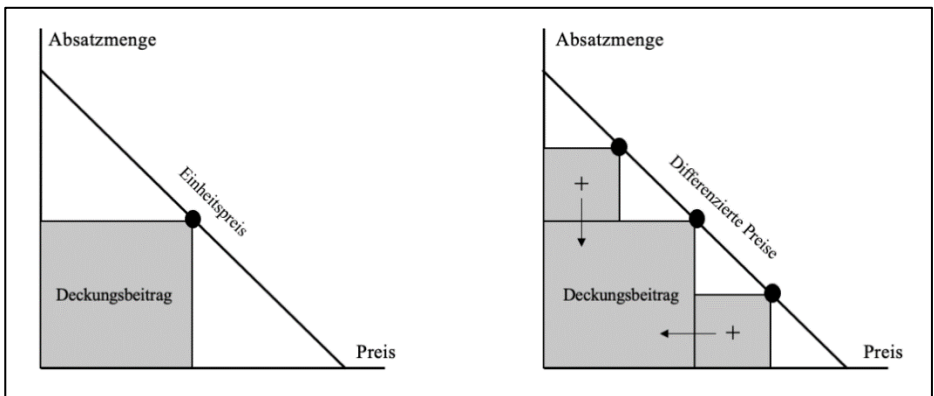 Absatzmenge
Einheitspreis
Deckungsbeitrag
Preis
Absatzmenge
Differenzierte Preise
+
Deckungsbeitrag
+
Preis